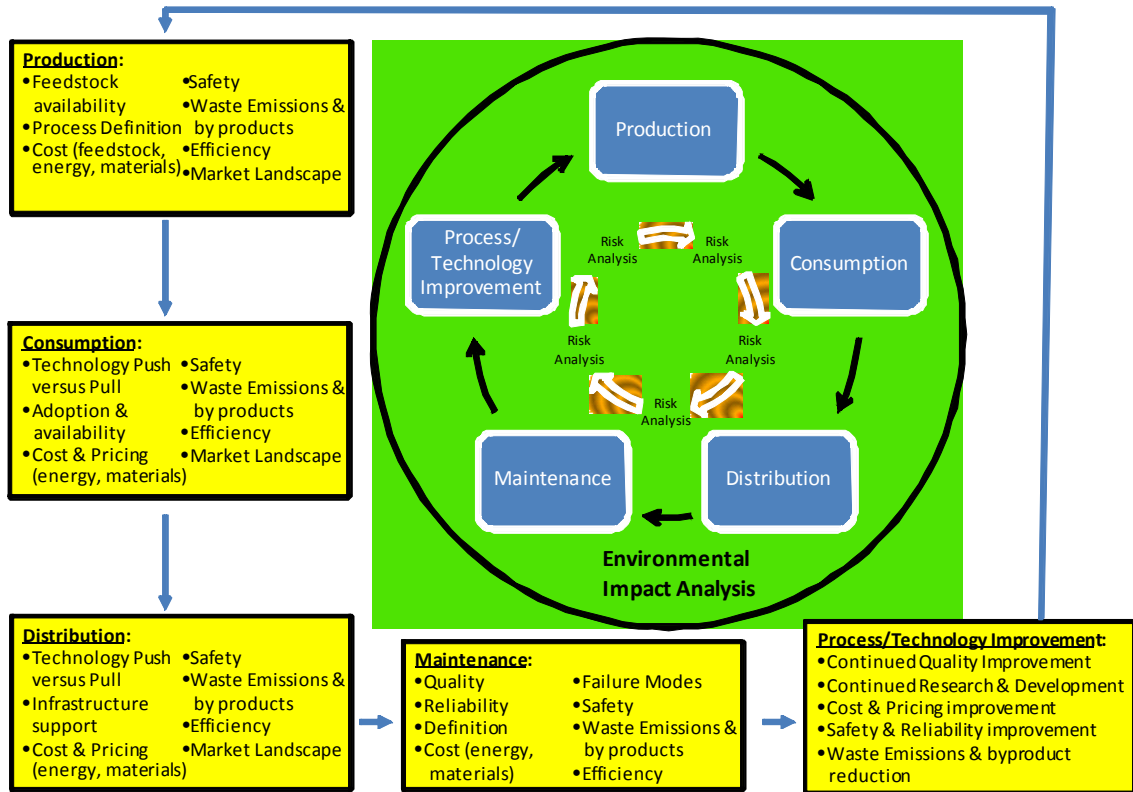 Production:
•Feedstock
availability
•Process Definition
•Cost (feedstock,
energy, materials)
•Safety
•Waste Emissions &
by products
•Efficiency
•Market Landscape
Production
Process/
Technology
Improvement
Consumption
Risk
Analysis
Risk
Analysis
Risk
Analysis
Risk
Analysis
Risk
Analysis
Maintenance
Distribution
Environmental
Impact Analysis
Consumption:
•Technology Push
versus Pull
•Adoption &
availability
•Cost & Pricing
(energy, materials)
•Safety
•Waste Emissions &
by products
•Efficiency
•Market Landscape
Distribution:
•Technology Push
versus Pull
•Infrastructure
support
•Cost & Pricing
(energy, materials)
•Safety
•Waste Emissions &
by products
•Efficiency
•Market Landscape
Maintenance:
•Quality
•Reliability
•Definition
•Cost (energy,
materials)
•Failure Modes
•Safety
•Waste Emissions &
by products
•Efficiency
Process/Technology Improvement:
•Continued Quality Improvement
•Continued Research & Development
•Cost & Pricing improvement
•Safety & Reliability improvement
•Waste Emissions & byproduct
reduction